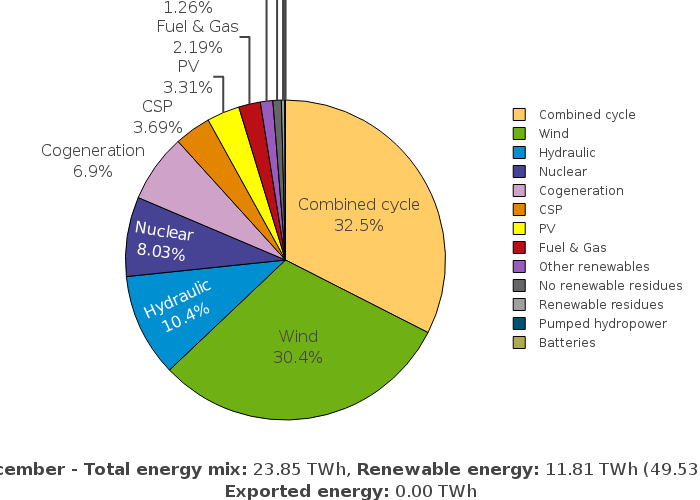 1.26%
Fuel & Gas
2.19%
PV
3.31%
CSP
3.69%
Cogeneration
6.9%
Nuclear
8.03%
Hydraulic
10.4%
Wind
30.4%
Combined cycle
32.5%
Combined cycle
Wind
Hydraulic
Nuclear
Cogeneration
CSP
PV
Fuel & Gas
Other renewables
No renewable residues
Renewable residues
Pumped hydropower
Batteries
cember - Total energy mix: 23.85 TWh, Renewable energy: 11.81 TWh (49.53
Exported energy: 0.00 TWh